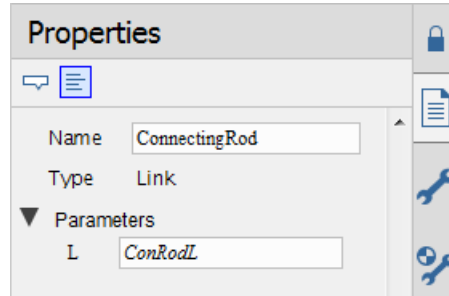 Properties
Name ConnectingRod
Type Link
Parameters
L ConRodL